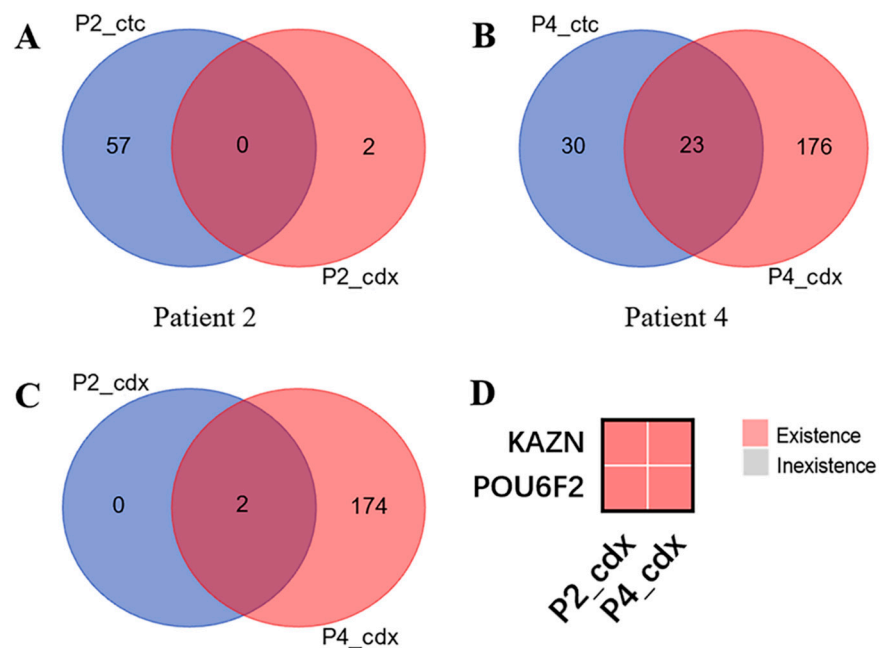 A
P2_ctc
57
0
2
P2_cdx
Patient 2
B
P4_ctc
30
23
176
P4_cdx
Patient 4
C
P2_cdx
0
2
174
P4_cdx
D
KAZN
POU6F2
P2_cdx
P4_cdx
Existence
Inexistence